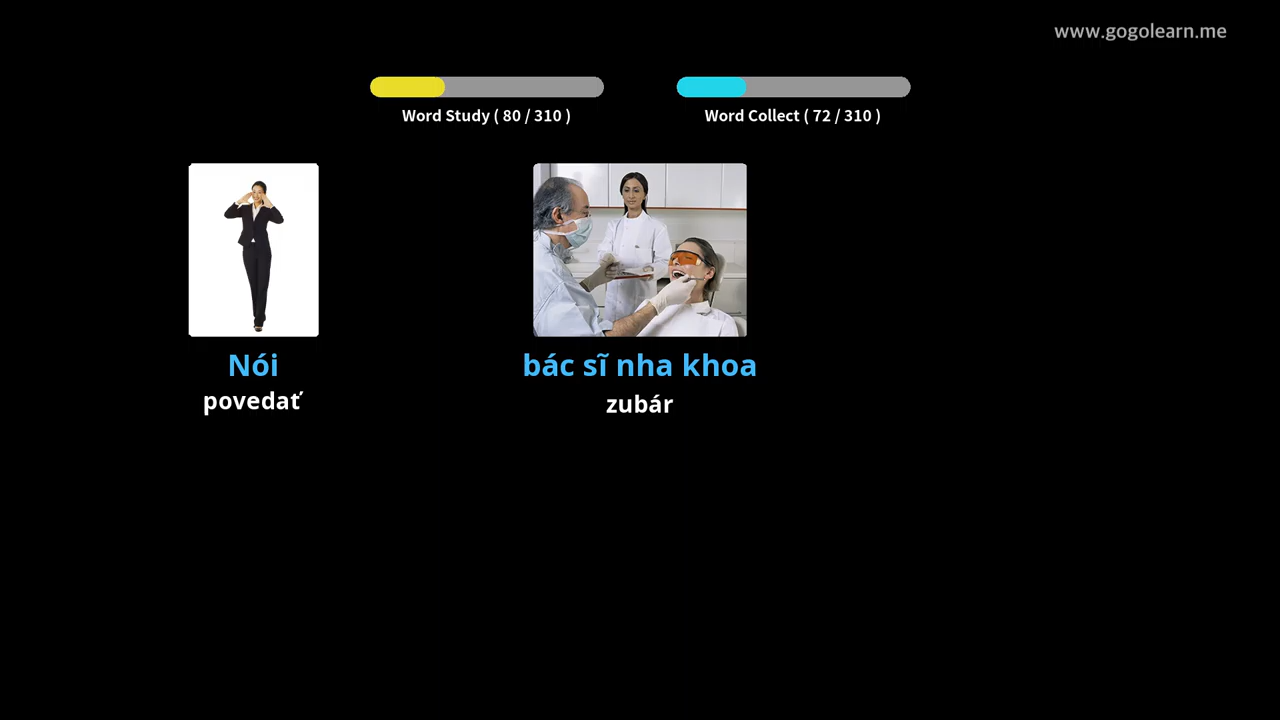 www.gogolearn.me
Word Study ( 80 / 310 )
Word Collect ( 72 / 310 )
Nói
povedať
bác sĩ nha khoa
zubár